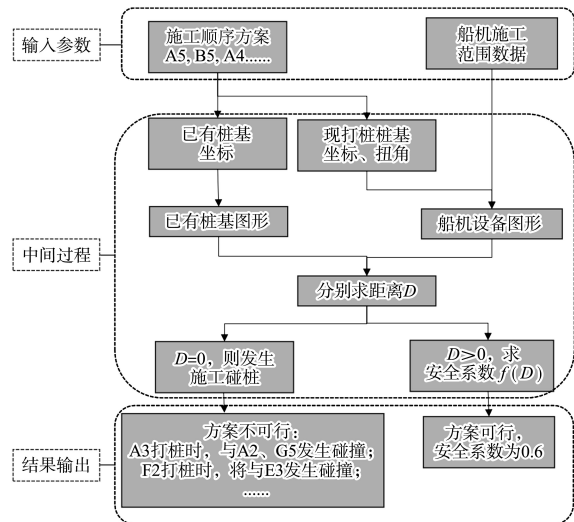 输入参数
施工顺序方案
A5, B5, A4......
船机施工
范围数据
中间过程
已有桩基
坐标
现打桩桩基
坐标、扭角
已有桩基图形
船机设备图形
分别求距离D
D=0，则发生
施工碰桩
D>0，求
安全系数f(D)
结果输出
方案不可行：
A3打桩时，与A2、G5发生碰撞；
F2打桩时，将与E3发生碰撞；
......
方案可行，
安全系数为0.6